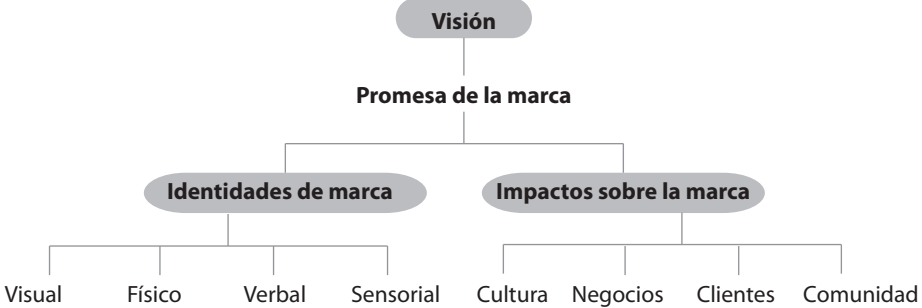 Visión
Promesa de la marca
Identidades de marca
Impactos sobre la marca
Visual
Físico
Verbal
Sensorial
Cultura
Negocios
Clientes
Comunidad